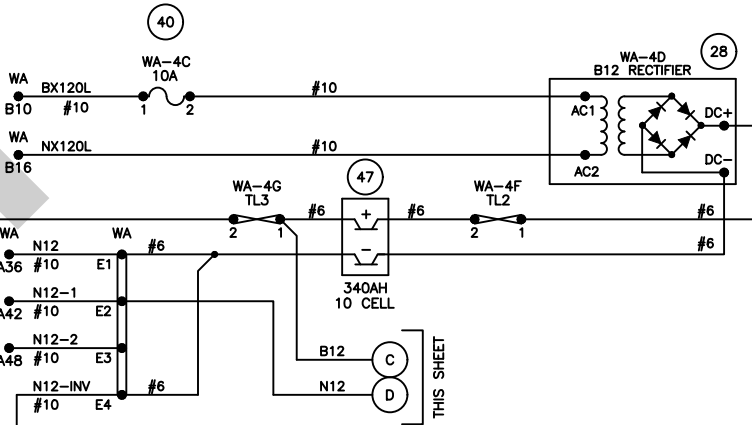 40
28
WA-4C
10A
WA-4D
B12 RECTIFIER
WA
BX120L
#10
B10
#10
1
2
AC1
DC+
WA
NX120L
#10
B16
AC2
DC-
47
WA-4G
TL3
WA-4F
TL2
#6
+
#6
#6
2
1
2
1
WA
WA
N12
#6
-
#6
A36
#10
E1
340AH
10 CELL
N12-1
A42
#10
E2
N12-2
A48
#10
E3
B12
C
THIS SHEET
N12-INV
#6
N12
D
#10
E4